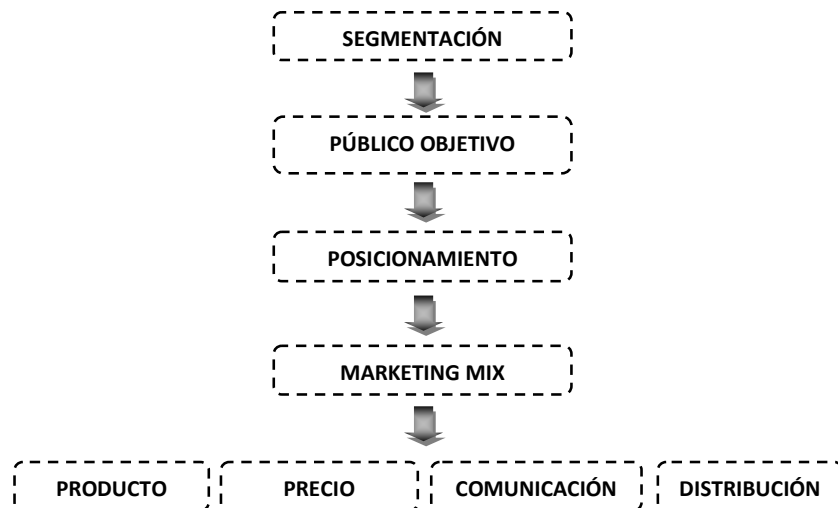 SEGMENTACIÓN
PÚBLICO OBJETIVO
POSICIONAMIENTO
MARKETING MIX
PRODUCTO PRECIO COMUNICACIÓN DISTRIBUCIÓN